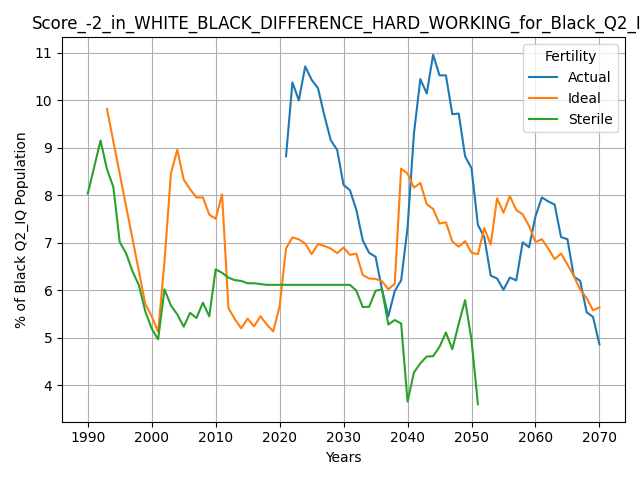 Score_-2_in_WHITE_BLACK_DIFFERENCE_HARD_WORKING_for_Black_Q2_I
Fertility
Actual
Ideal
Sterile
% of Black Q2_IQ Population
11
10
9
8
7
6
5
4
1990 2000 2010 2020 2030 2040 2050 2060 2070
Years